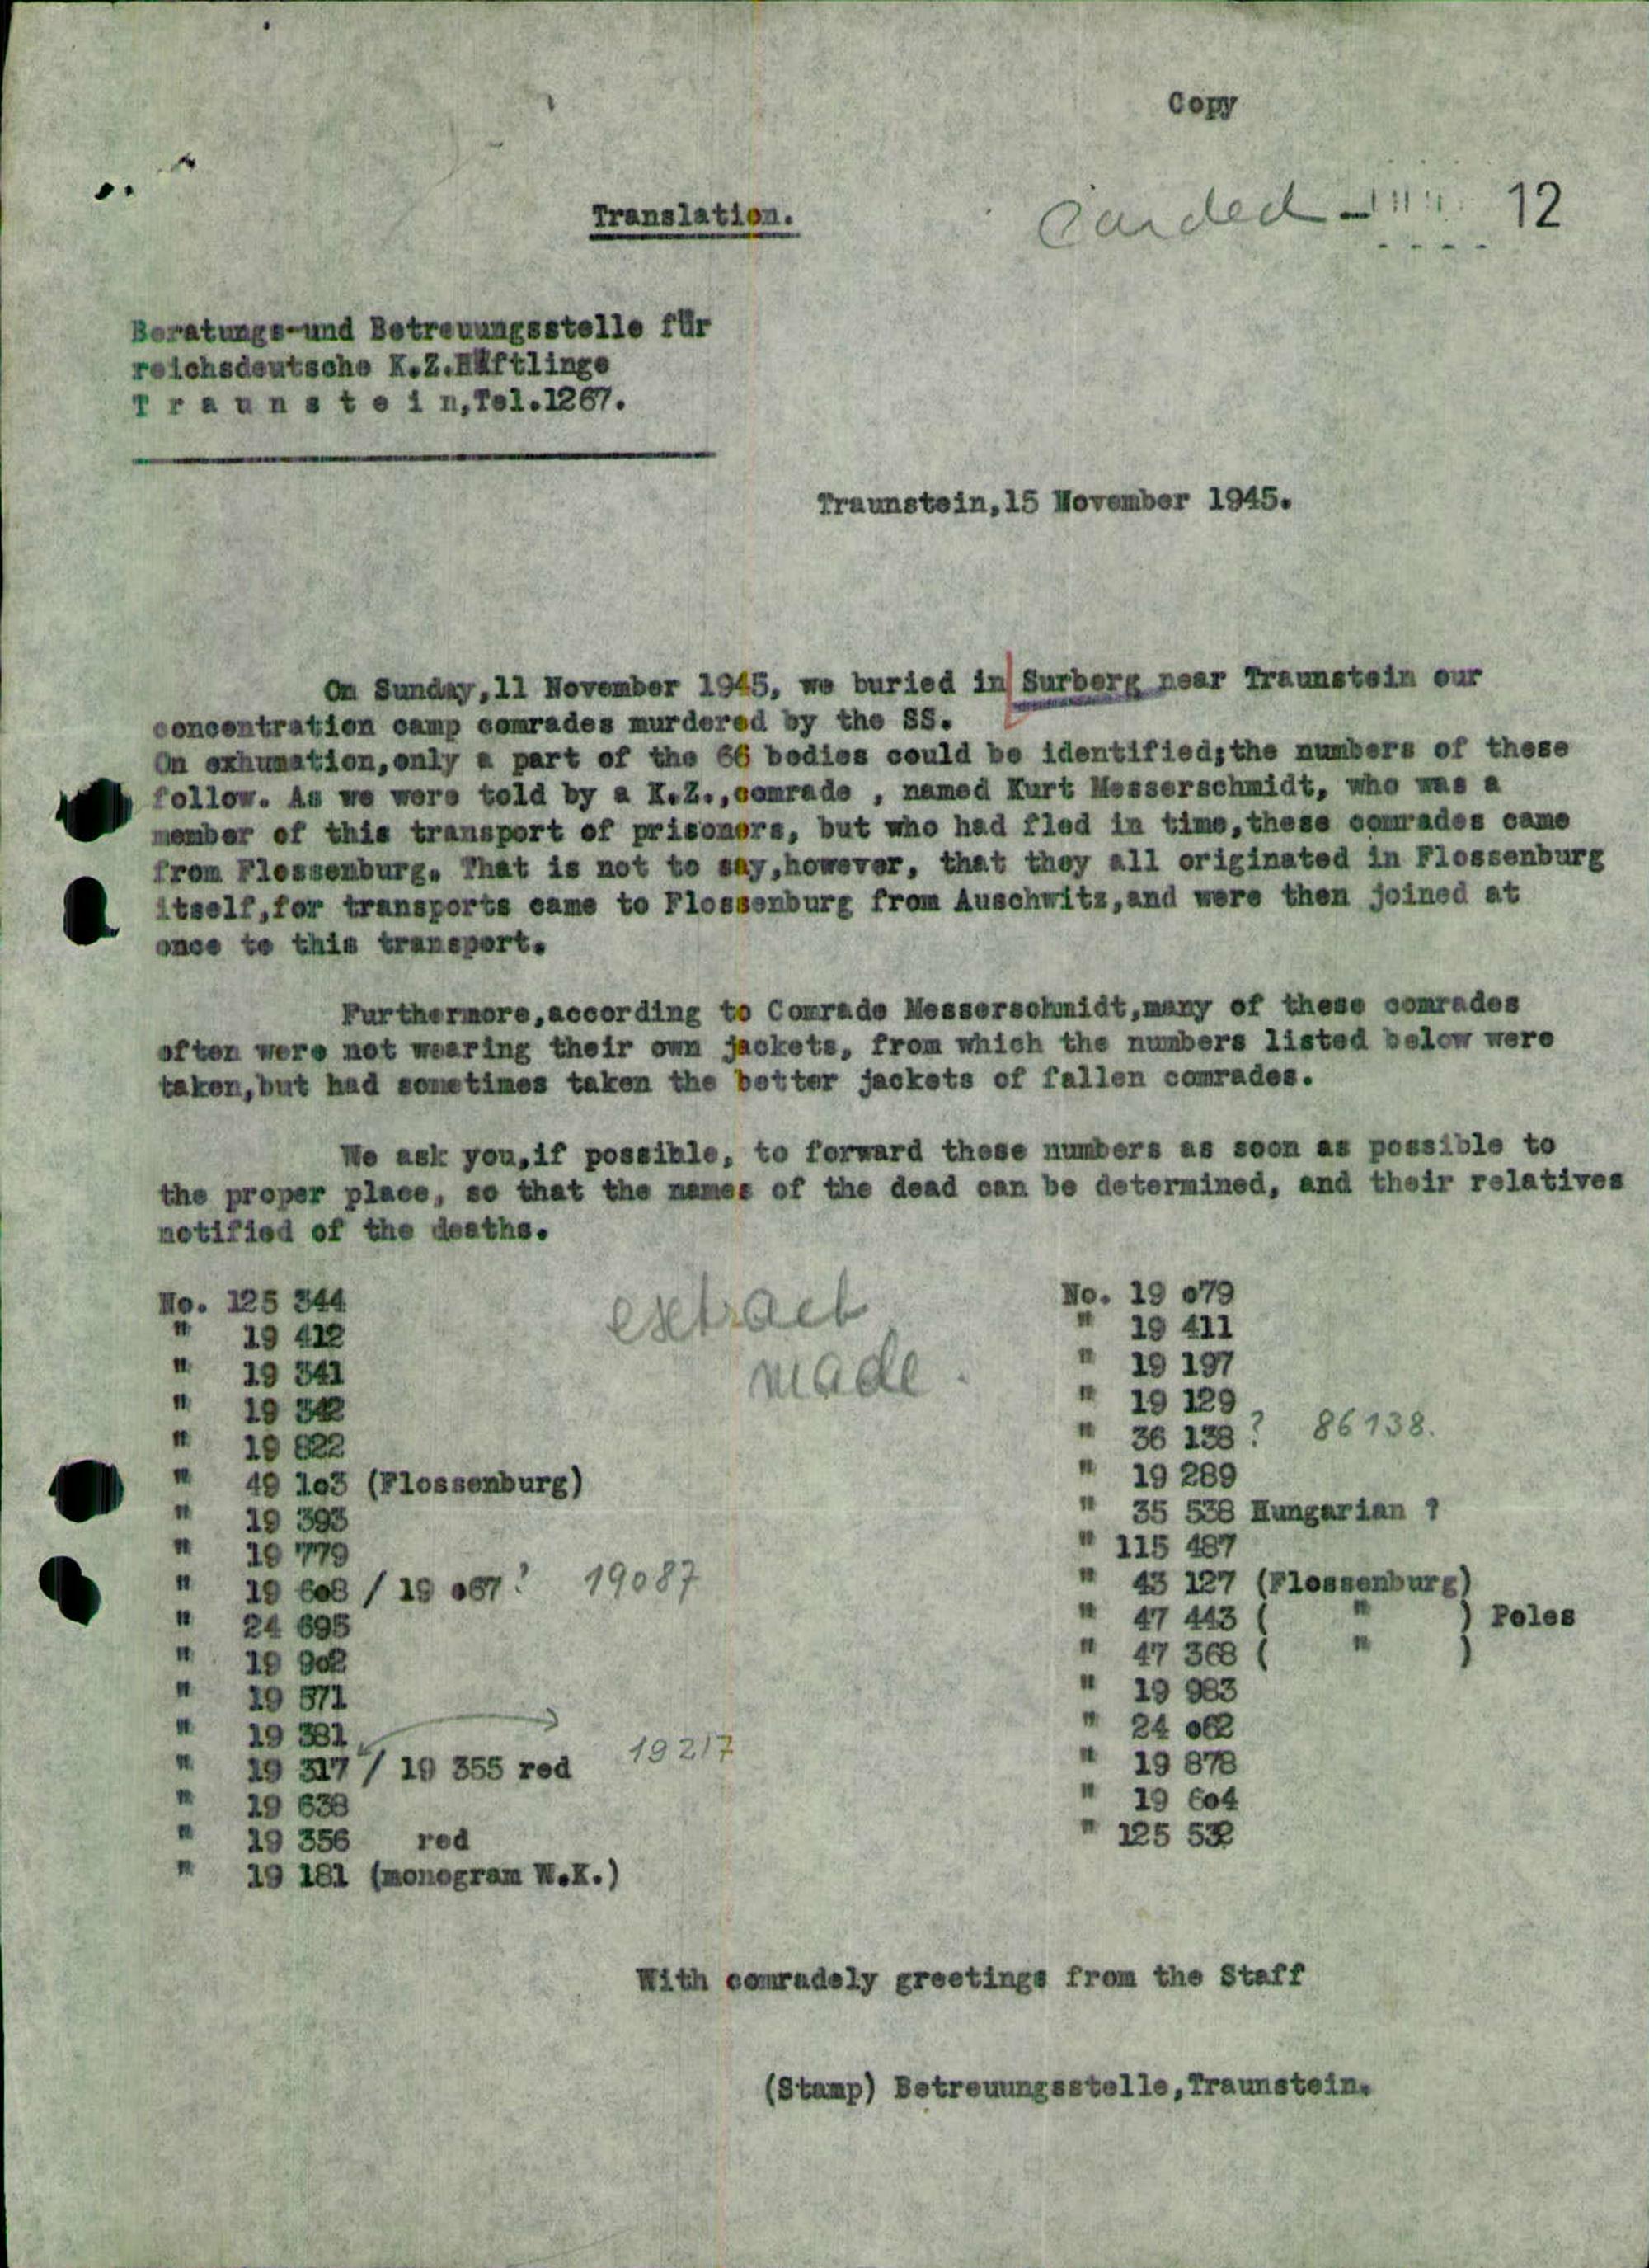 Copy
Translation.
Carded - 12
Beratungs-und Betreuungsstelle für
reichsdeutsche K.Z.Häftlinge
T r a u n s t e i n,Tel.1267.
Traunstein,15 November 1945.
On Sunday,11 November 1945, we buried in Surberg near Traunstein our
concentration camp comrades murdered by the SS.
On exhumation,only a part of the 66 bodies could be identified;the numbers of these
follow. As we were told by a K.Z.,comrade , named Kurt Messerschmidt, who was a
member of this transport of prisoners, but who had fled in time,these comrades came
from Flossenburg. That is not to say,however, that they all originated in Flossenburg
itself,for transports came to Flossenburg from Auschwitz,and were then joined at
once to this transport.
Furthermore,according to Comrade Messerschmidt,many of these comrades
often were not wearing their own jackets, from which the numbers listed below were
taken,but had sometimes taken the better jackets of fallen comrades.
We ask you,if possible, to forward these numbers as soon as possible to
the proper place, so that the names of the dead can be determined, and their relatives
notified of the deaths.
extract
made.
No. 125 344
" 19 412
" 19 341
" 19 342
" 19 822
" 49 1o3 (Flossenburg)
" 19 393
" 19 779
" 19 6o8 / 19 o67 ? 19087
" 24 695
" 19 9o2
" 19 571
" 19 381
" 19 317 / 19 355 red 19217
" 19 638
" 19 356 red
" 19 181 (monogram W.K.)
No. 19 o79
" 19 411
" 19 197
" 19 129
" 36 138 ? 86138.
" 19 289
" 35 538 Hungarian ?
" 115 487
" 43 127 (Flossenburg)
" 47 443 ( " ) Poles
" 47 368 ( " )
" 19 983
" 24 o62
" 19 878
" 19 6o4
" 125 532
With comradely greetings from the Staff
(Stamp) Betreuungsstelle,Traunstein.